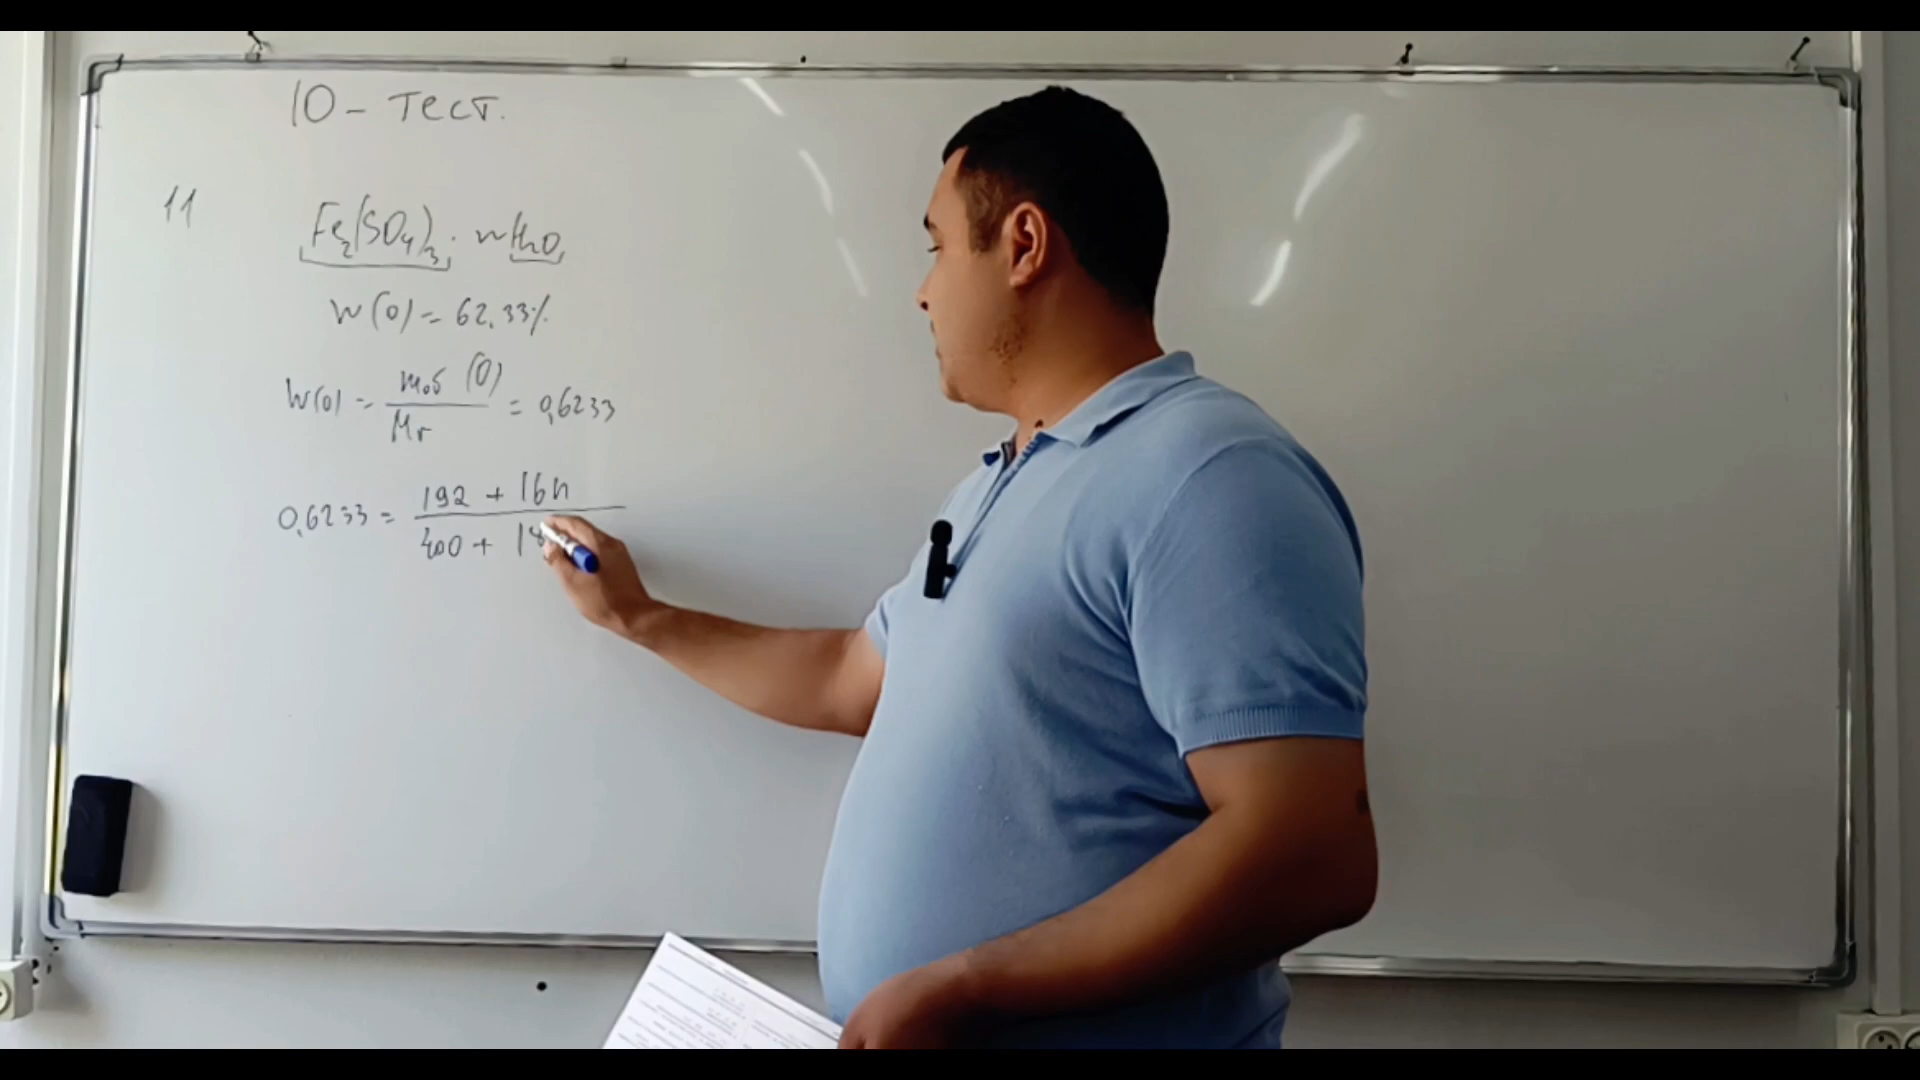 10 - тест.
11
Fe₂(SO₄)₃ · nH₂O
W(O) = 62.33%
W(O) = mоб (O) / Mr = 0,6233
0,6233 = 192 + 16n / 400 + 18